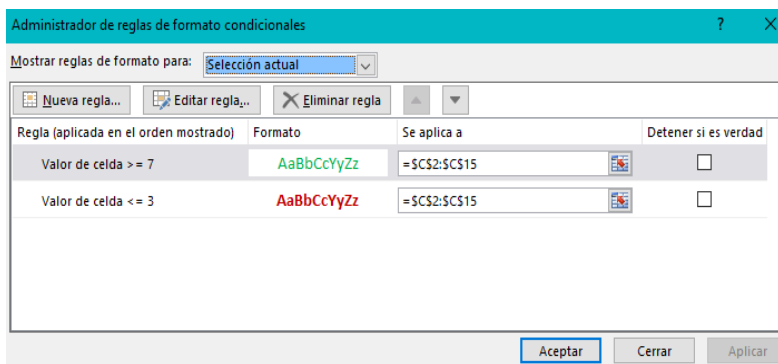 Administrador de reglas de formato condicionales ? X
Mostrar reglas de formato para: Selección actual
Nueva regla... Editar regla... Eliminar regla
Regla (aplicada en el orden mostrado) Formato Se aplica a Detener si es verdad
Valor de celda >= 7 AaBbCcYyZz =$C$2:$C$15
Valor de celda <= 3 AaBbCcYyZz =$C$2:$C$15
Aceptar Cerrar Aplicar